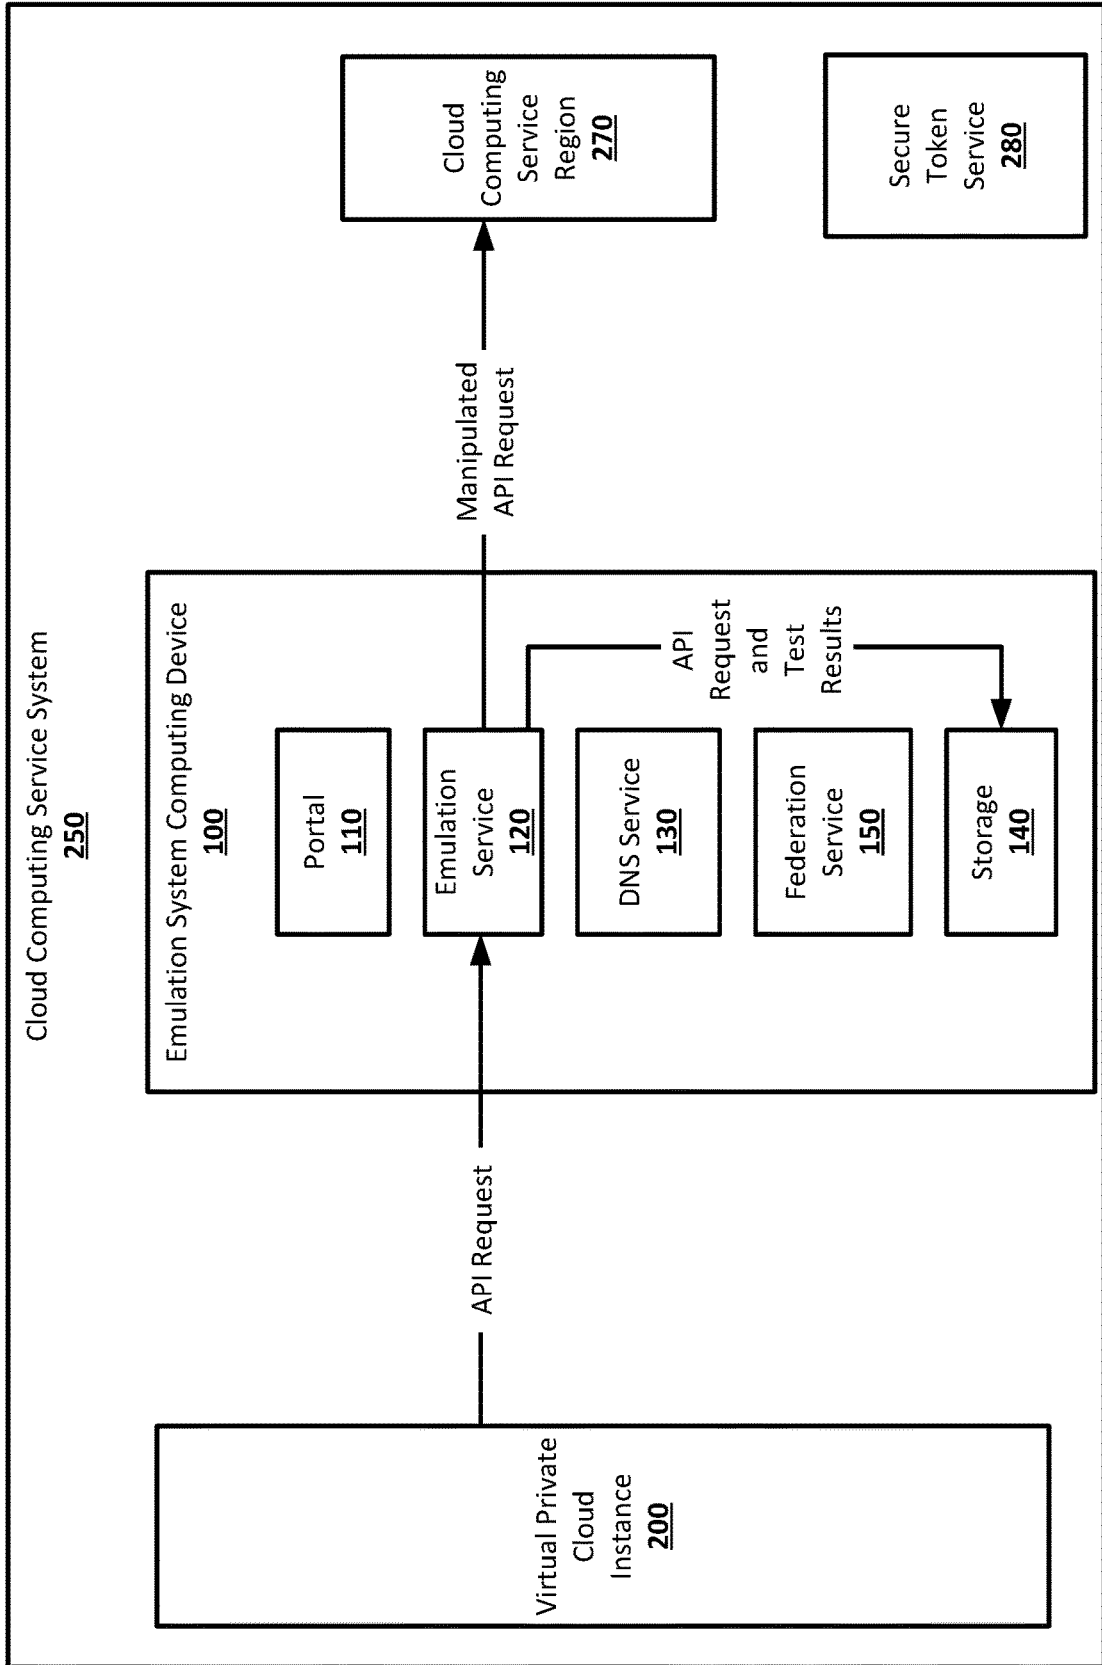 Cloud Computing Service System
250
Emulation System Computing Device
100
Virtual Private
Cloud
Instance
200
API Request
Portal
110
Emulation
Service
120
DNS Service
130
Federation
Service
150
Storage
140
API
Request
and
Test
Results
Manipulated
API Request
Cloud
Computing
Service
Region
270
Secure
Token
Service
280